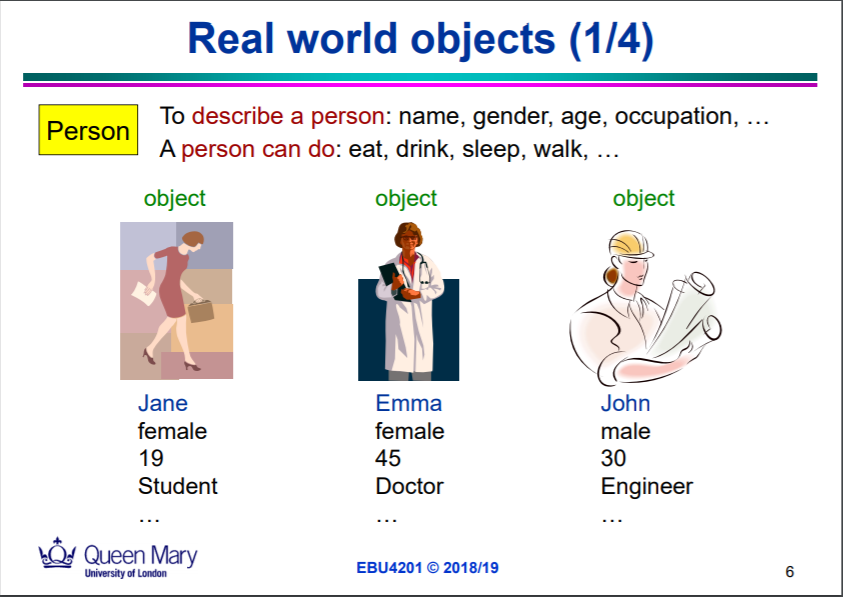 Real world objects (1/4)
Person
To describe a person: name, gender, age, occupation, …
A person can do: eat, drink, sleep, walk, …
object
object
object
Jane
female
19
Student
…
Emma
female
45
Doctor
…
John
male
30
Engineer
…
Queen Mary
University of London
EBU4201 © 2018/19
6